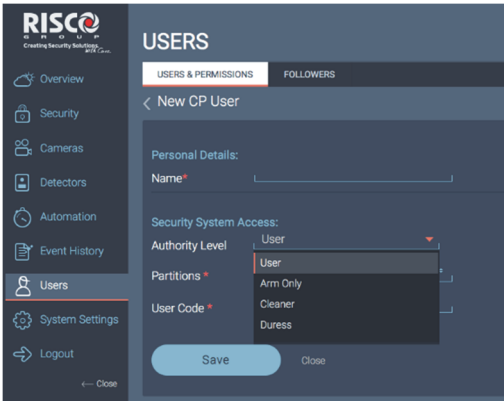 RISCO
GROUP
Creating Security Solutions
With Care.
Overview
Security
Cameras
Detectors
Automation
Event History
Users
System Settings
Logout
← Close
USERS
USERS & PERMISSIONS FOLLOWERS
< New CP User
Personal Details:
Name*
Security System Access:
Authority Level User
User
Partitions *
Arm Only
Cleaner
User Code *
Duress
Save Close